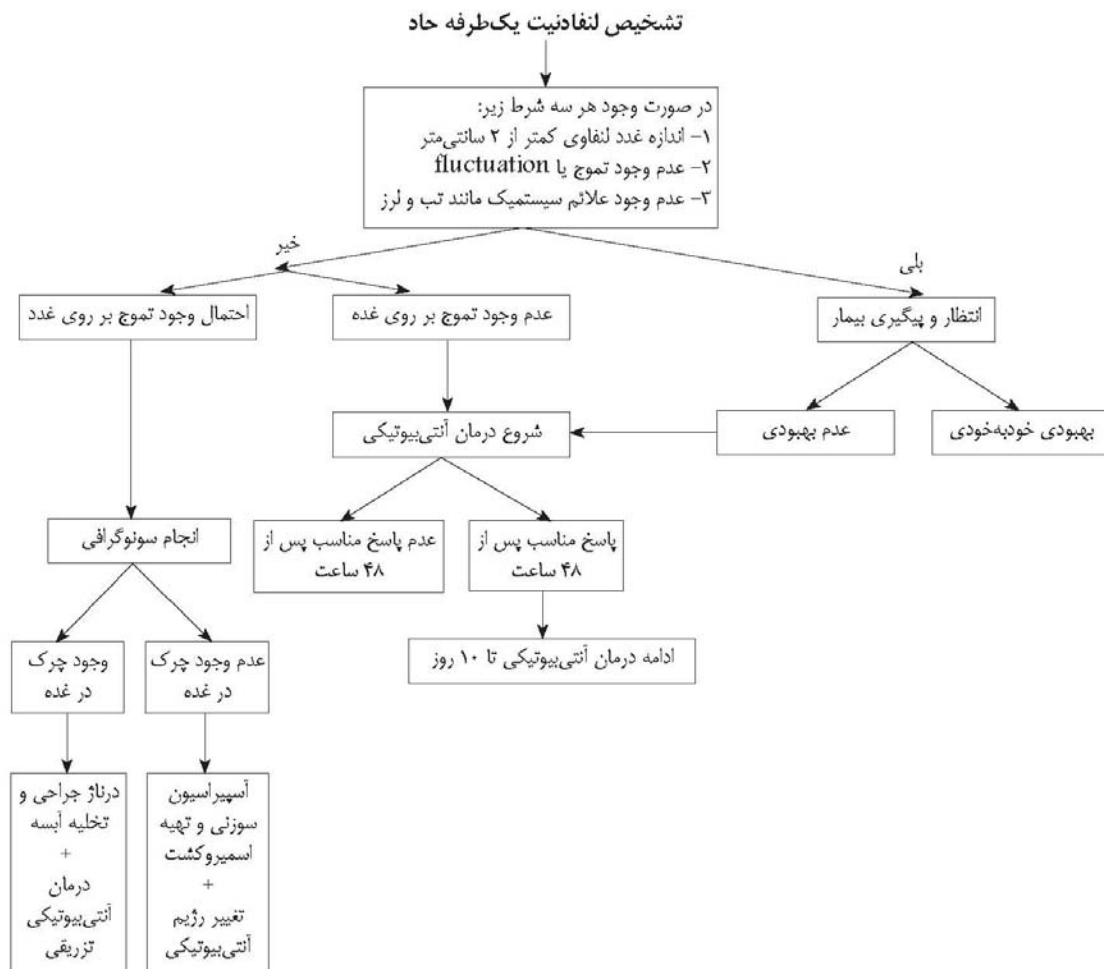 تشخیص لنفادنیت یک‌طرفه حاد
در صورت وجود هر سه شرط زیر:
۱- اندازه غدد لنفاوی کمتر از ۲ سانتی‌متر
۲- عدم وجود تموج یا fluctuation
۳- عدم وجود علائم سیستمیک مانند تب و لرز
بلی
خیر
انتظار و پیگیری بیمار
عدم وجود تموج بر روی غده
احتمال وجود تموج بر روی غدد
بهبودی خودبه‌خودی
عدم بهبودی
شروع درمان آنتی‌بیوتیکی
پاسخ مناسب پس از
۴۸ ساعت
عدم پاسخ مناسب پس از
۴۸ ساعت
انجام سونوگرافی
ادامه درمان آنتی‌بیوتیکی تا ۱۰ روز
عدم وجود چرک
در غده
وجود چرک
در غده
آسپیراسیون
سوزنی و تهیه
اسمیروکشت
+
تغییر رژیم
آنتی‌بیوتیکی
درناژ جراحی و
تخلیه آبسه
+
درمان
آنتی‌بیوتیکی
تزریقی